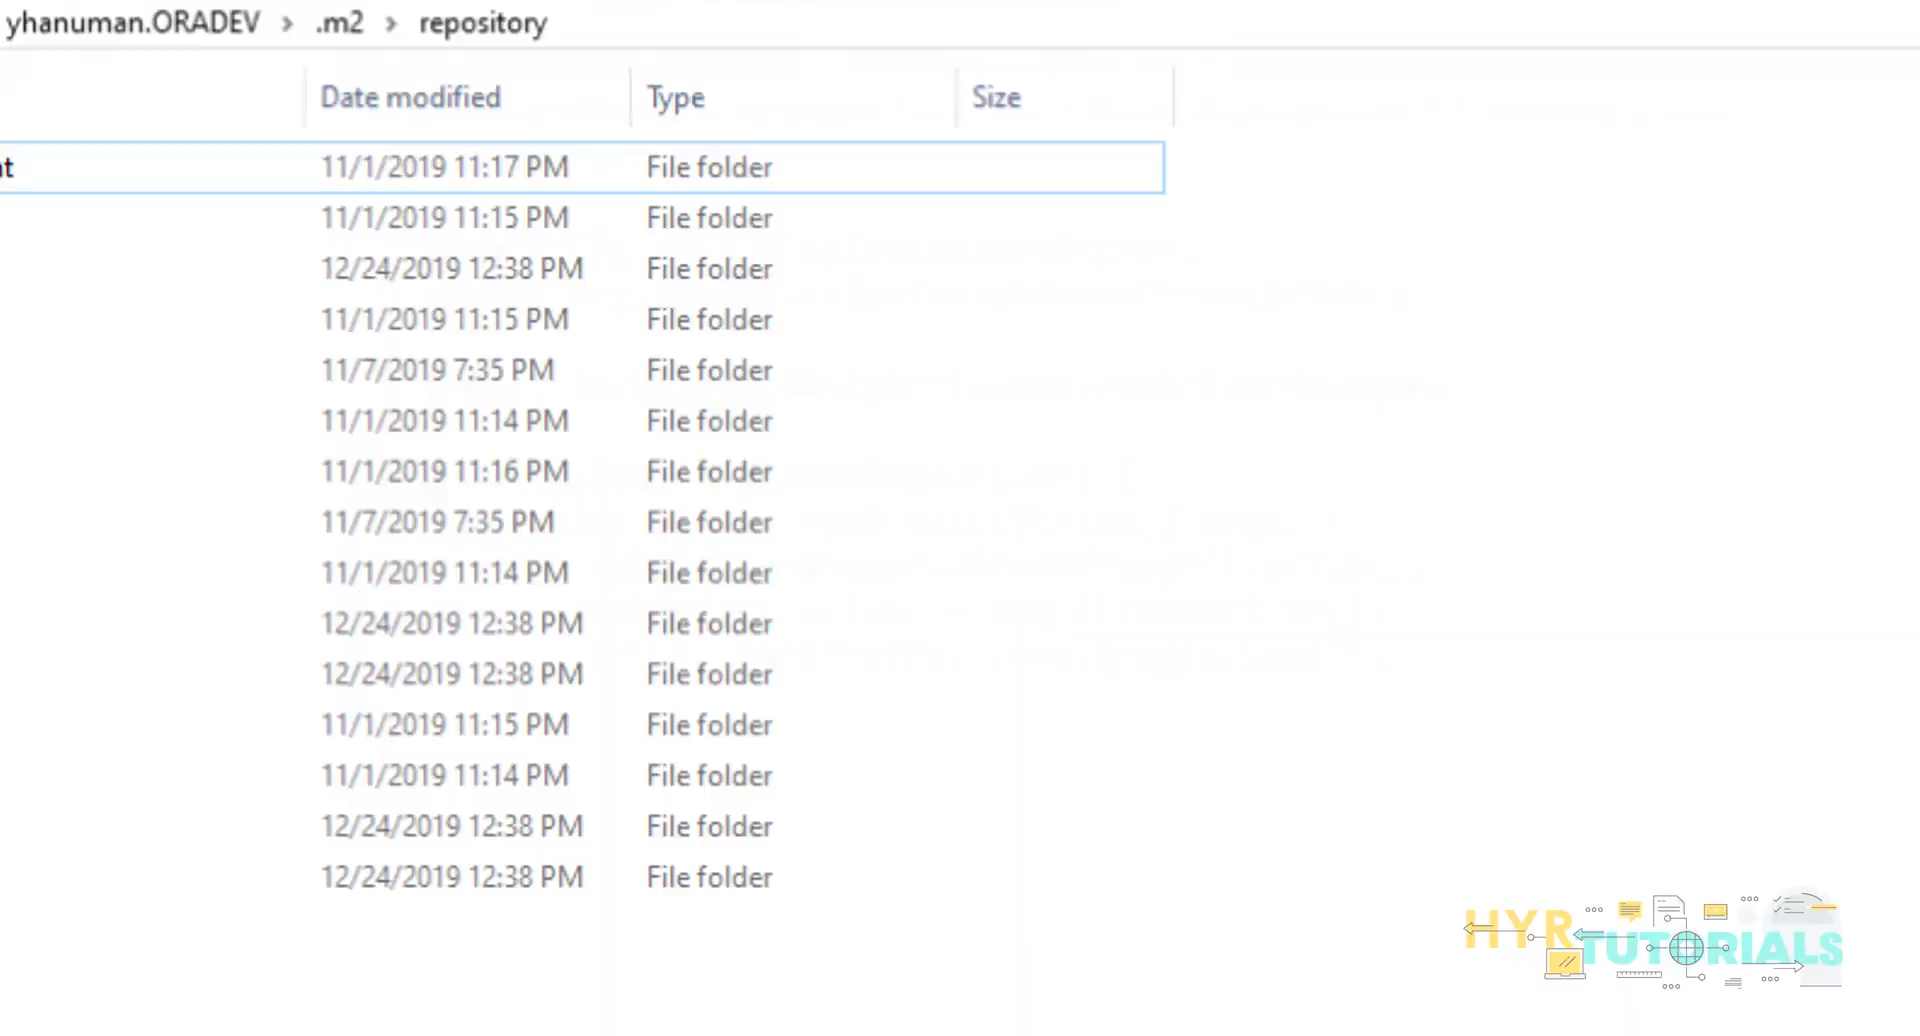 yhanuman.ORADEV > .m2 > repository
Date modified Type Size
11/1/2019 11:17 PM File folder
11/1/2019 11:15 PM File folder
12/24/2019 12:38 PM File folder
11/1/2019 11:15 PM File folder
11/7/2019 7:35 PM File folder
11/1/2019 11:14 PM File folder
11/1/2019 11:16 PM File folder
11/7/2019 7:35 PM File folder
11/1/2019 11:14 PM File folder
12/24/2019 12:38 PM File folder
12/24/2019 12:38 PM File folder
11/1/2019 11:15 PM File folder
11/1/2019 11:14 PM File folder
12/24/2019 12:38 PM File folder
12/24/2019 12:38 PM File folder
HYR TUTORIALS